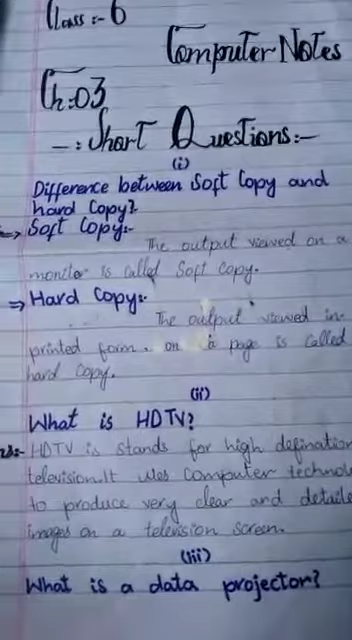 Class :- 6
Computer Notes
Ch:03
-: Short Questions:-
(i)
Difference between Soft Copy and
hard Copy?
=> Soft Copy:-
The output viewed on a
monitor is called Soft Copy.
=> Hard Copy:-
The output viewed in
printed form. on a page is called
hard Copy.
(ii)
What is HDTV?
:- HDTV is stands for high defination
television.It uses Computer technol
to produce very clear and detaile
images on a television screen.
(iii)
What is a data projector?